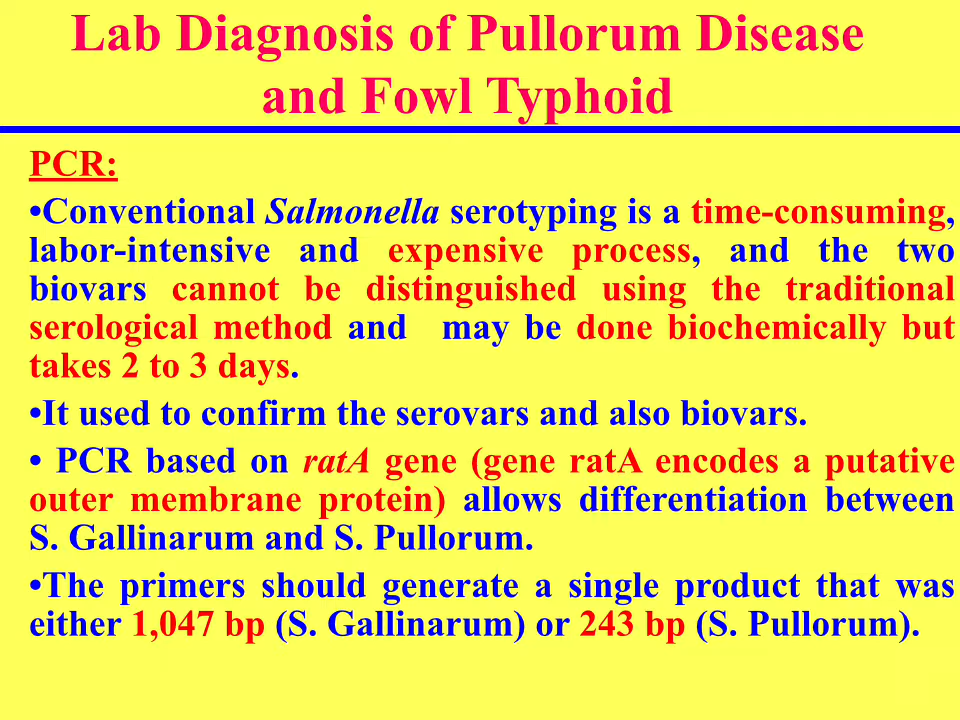 Lab Diagnosis of Pullorum Disease
and Fowl Typhoid
PCR:
•Conventional Salmonella serotyping is a time-consuming,
labor-intensive and expensive process, and the two
biovars cannot be distinguished using the traditional
serological method and may be done biochemically but
takes 2 to 3 days.
•It used to confirm the serovars and also biovars.
• PCR based on ratA gene (gene ratA encodes a putative
outer membrane protein) allows differentiation between
S. Gallinarum and S. Pullorum.
•The primers should generate a single product that was
either 1,047 bp (S. Gallinarum) or 243 bp (S. Pullorum).